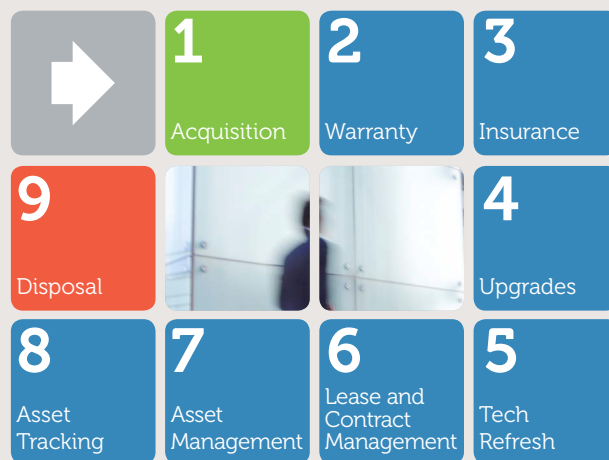 1
Acquisition
2
Warranty
3
Insurance
9
Disposal
4
Upgrades
8
Asset
Tracking
7
Asset
Management
6
Lease and
Contract
Management
5
Tech
Refresh